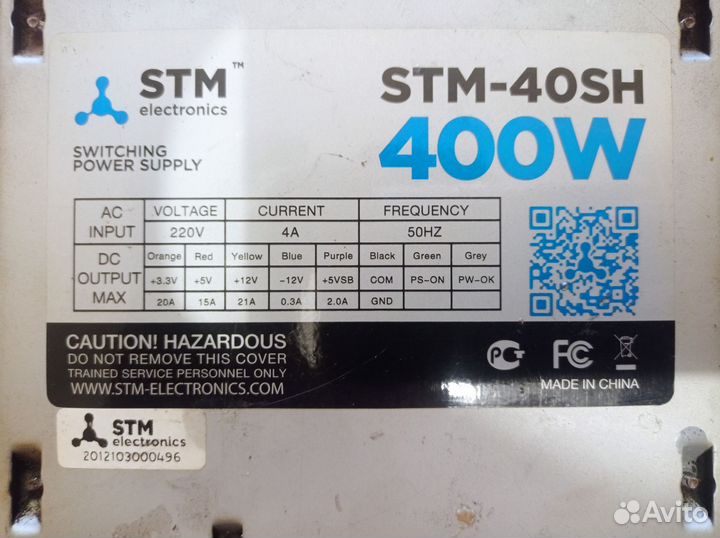 STM™
electronics
SWITCHING
POWER SUPPLY
STM-40SH
400W
AC INPUT VOLTAGE CURRENT FREQUENCY
220V 4A 50HZ
DC OUTPUT MAX Orange Red Yellow Blue Purple Black Green Grey
+3.3V +5V +12V -12V +5VSB COM PS-ON PW-OK
20A 15A 21A 0.3A 2.0A GND
CAUTION! HAZARDOUS
DO NOT REMOVE THIS COVER
TRAINED SERVICE PERSONNEL ONLY
WWW.STM-ELECTRONICS.COM
РСТ FC
MADE IN CHINA
STM
electronics
2012103000496
Avito